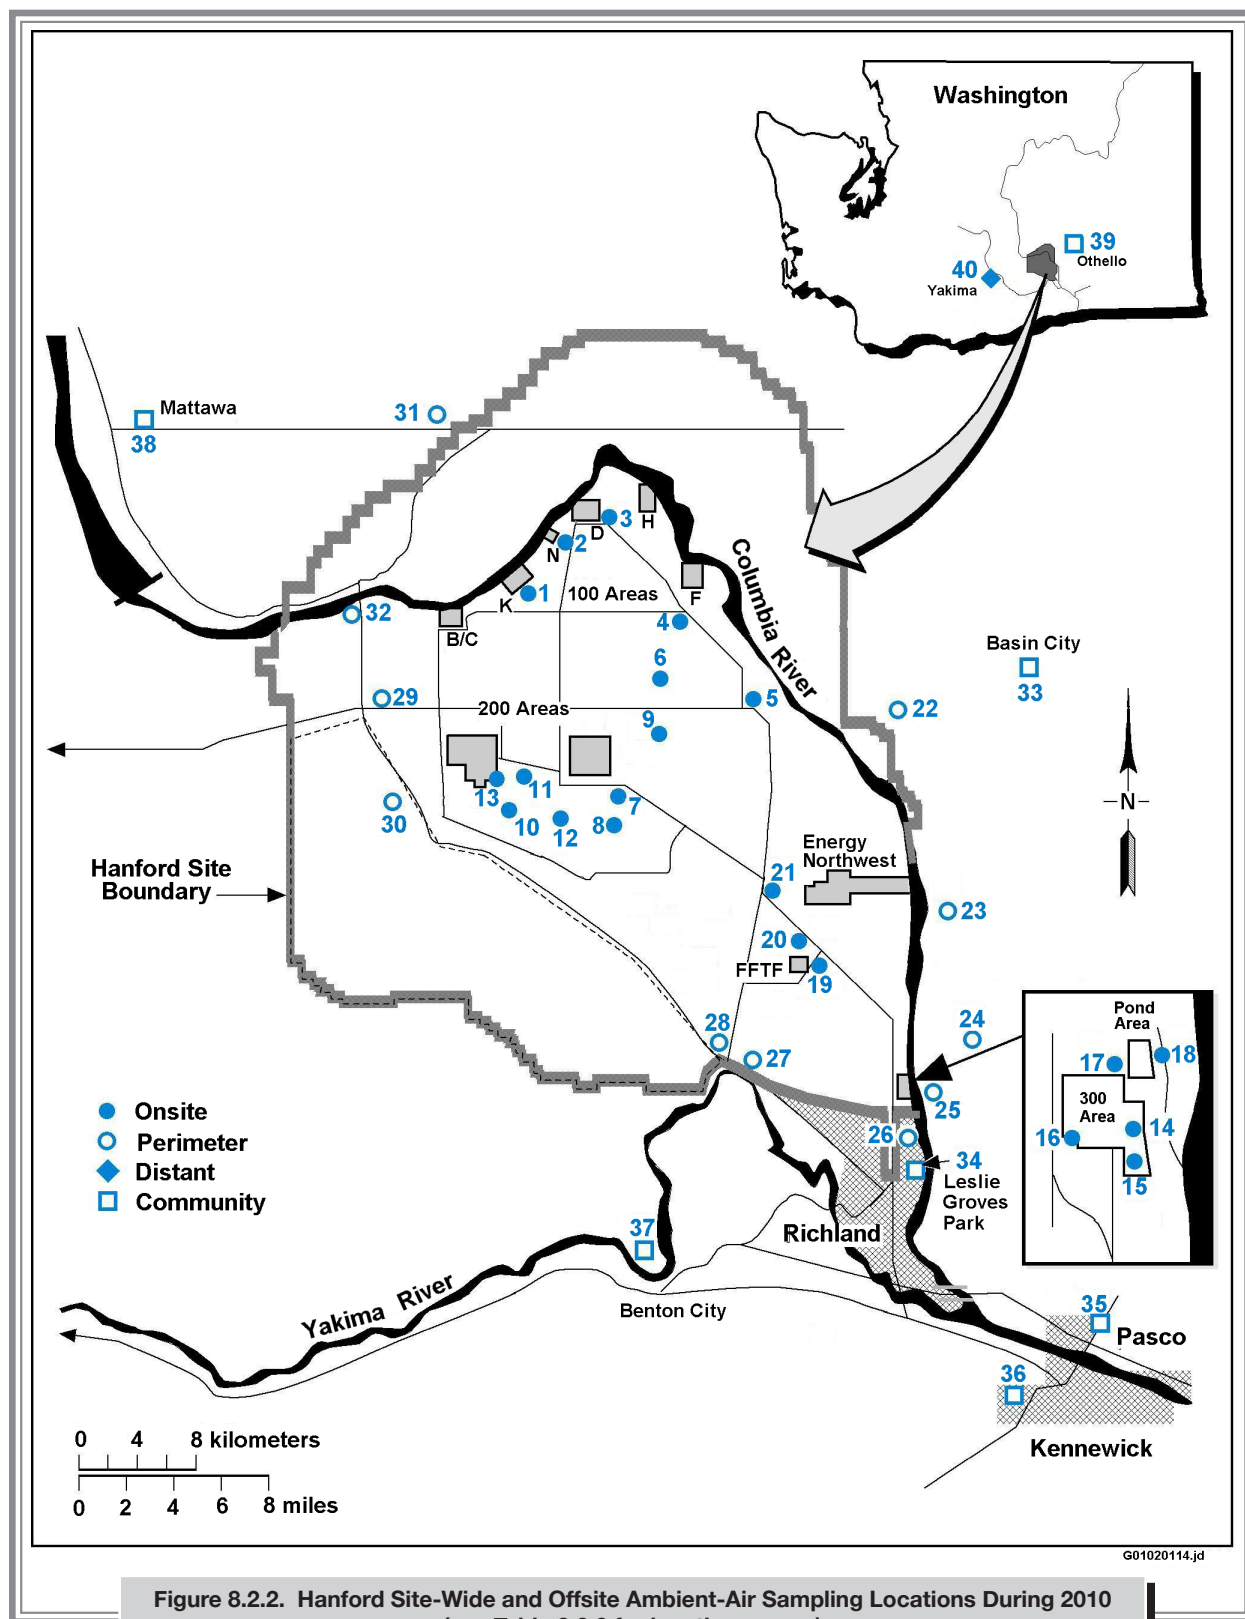 Washington
39
Othello
40
Yakima
Mattawa
38
31
3
H
D
N
2
Columbia River
F
1
100 Areas
K
32
B/C
4
6
Basin City
33
29
200 Areas
5
22
9
13
11
7
30
10
12
8
N
Energy
Northwest
Hanford Site
Boundary
21
23
20
FFTF
19
28
24
27
Pond
Area
17
18
300
Area
14
16
15
25
26
34
Leslie
Groves
Park
Onsite
Perimeter
Distant
Community
37
Richland
Yakima River
Benton City
35
Pasco
36
Kennewick
0 4 8 kilometers
0 2 4 6 8 miles
G01020114.jd
Figure 8.2.2. Hanford Site-Wide and Offsite Ambient-Air Sampling Locations During 2010